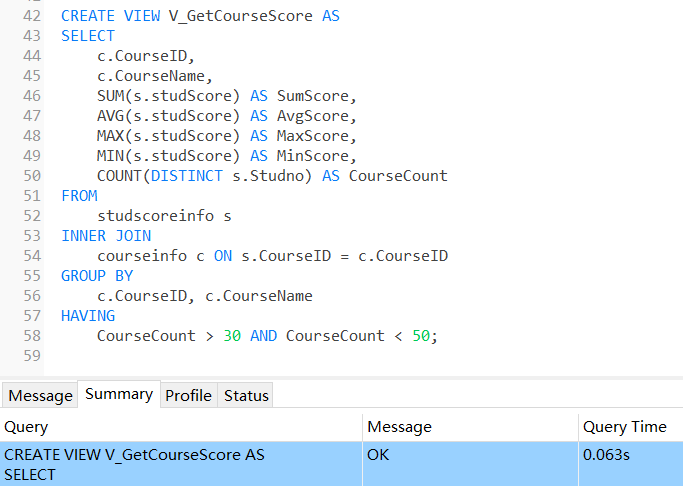 42 CREATE VIEW V_GetCourseScore AS
43 SELECT
44     c.CourseID,
45     c.CourseName,
46     SUM(s.studScore) AS SumScore,
47     AVG(s.studScore) AS AvgScore,
48     MAX(s.studScore) AS MaxScore,
49     MIN(s.studScore) AS MinScore,
50     COUNT(DISTINCT s.Studno) AS CourseCount
51 FROM
52     studscoreinfo s
53 INNER JOIN
54     courseinfo c ON s.CourseID = c.CourseID
55 GROUP BY
56     c.CourseID, c.CourseName
57 HAVING
58     CourseCount > 30 AND CourseCount < 50;
59
Message Summary Profile Status
Query Message Query Time
CREATE VIEW V_GetCourseScore AS OK 0.063s
SELECT